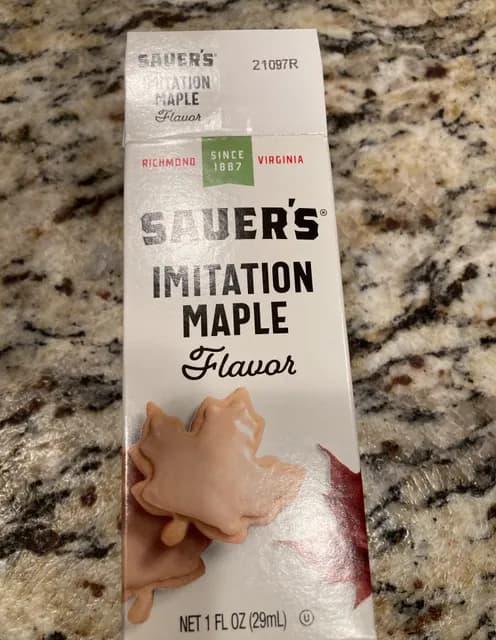 SAUER'S®
IMITATION
MAPLE
Flavor
21097R
RICHMOND SINCE 1887 VIRGINIA
SAUER'S®
IMITATION
MAPLE
Flavor
NET 1 FL OZ (29mL) U